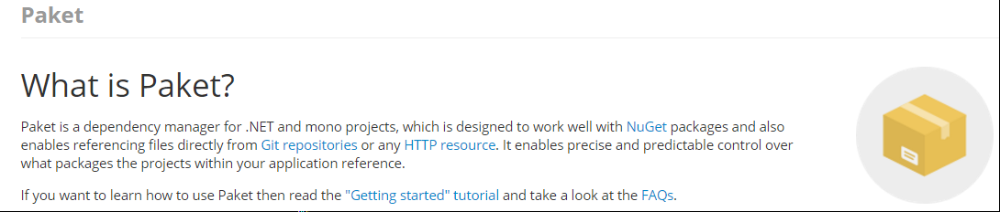 Paket
What is Paket?
Paket is a dependency manager for .NET and mono projects, which is designed to work well with NuGet packages and also
enables referencing files directly from Git repositories or any HTTP resource. It enables precise and predictable control over
what packages the projects within your application reference.
If you want to learn how to use Paket then read the "Getting started" tutorial and take a look at the FAQs.